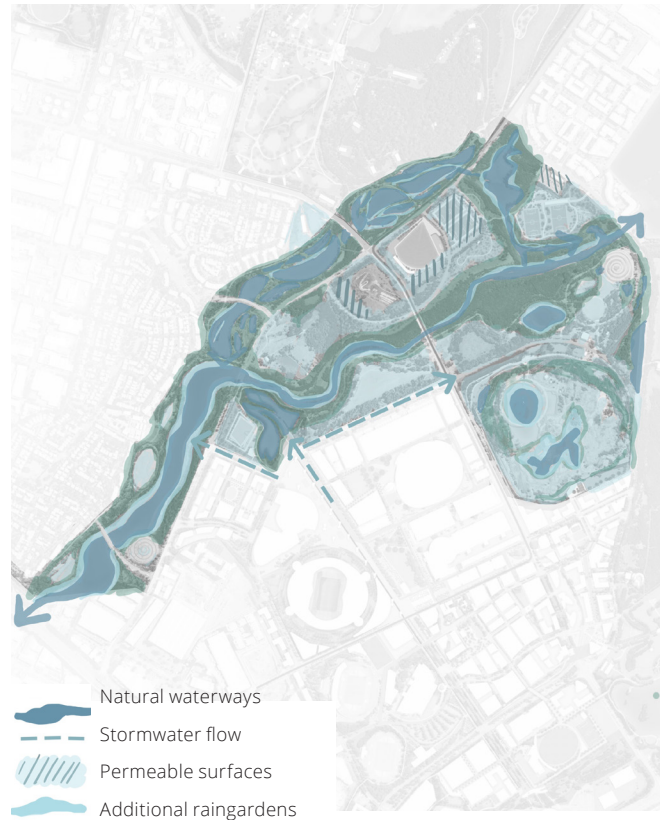 Natural waterways
Stormwater flow
Permeable surfaces
Additional raingardens